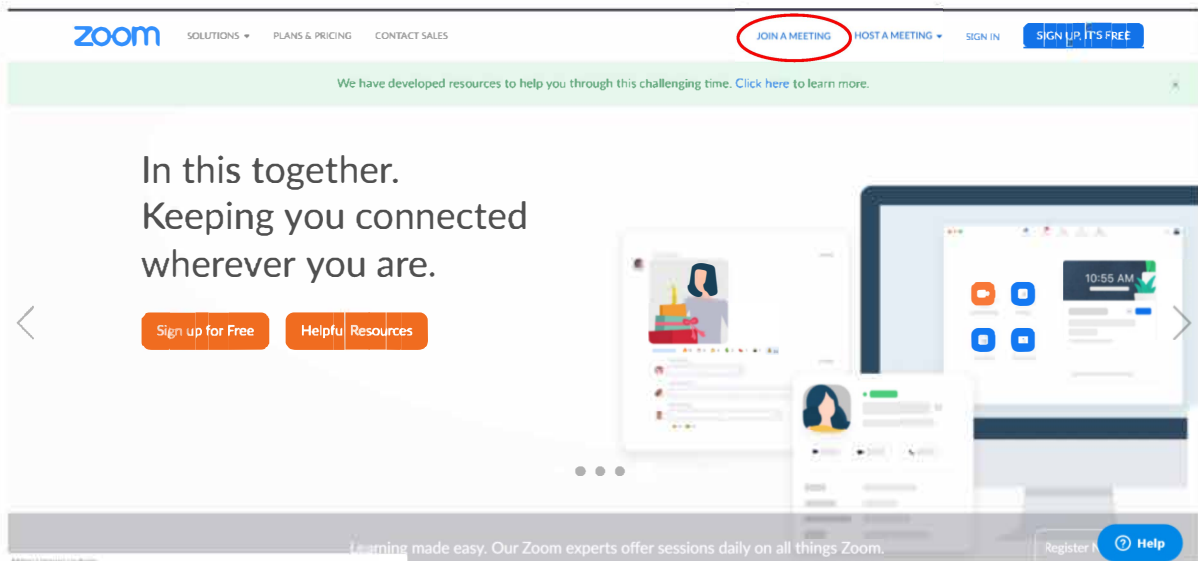 zoom
SOLUTIONS
PLANS & PRICING
CONTACT SALES
JOIN A MEETING
HOST A MEETING
SIGN IN
SIGN UP, IT'S FREE
We have developed resources to help you through this challenging time. Click here to learn more.
In this together.
Keeping you connected
wherever you are.
Sign up for Free
Helpful Resources
10:55 AM
Learning made easy. Our Zoom experts offer sessions daily on all things Zoom.
Register
Help